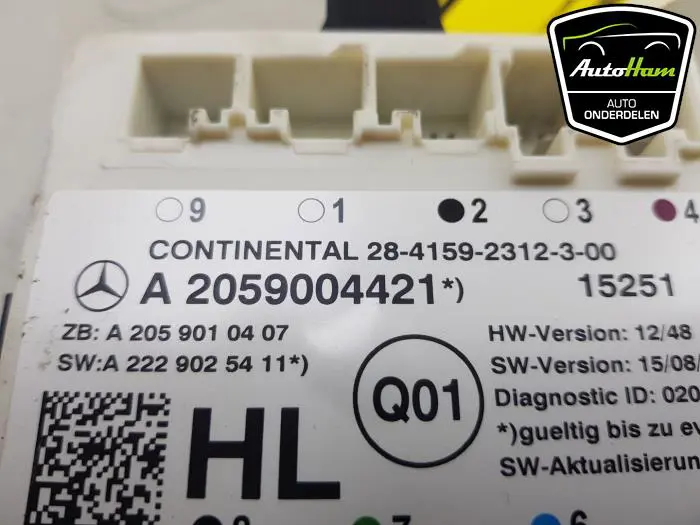 AutoHam
AUTO
ONDERDELEN
9 1 2 3 4
CONTINENTAL 28-4159-2312-3-00
A 2059004421*) 15251
ZB: A 205 901 04 07
HW-Version: 12/48
SW:A 222 902 54 11*)
SW-Version: 15/08/
Q01
Diagnostic ID: 020
HL
*)gueltig bis zu
SW-Aktualisierun
8 7 6